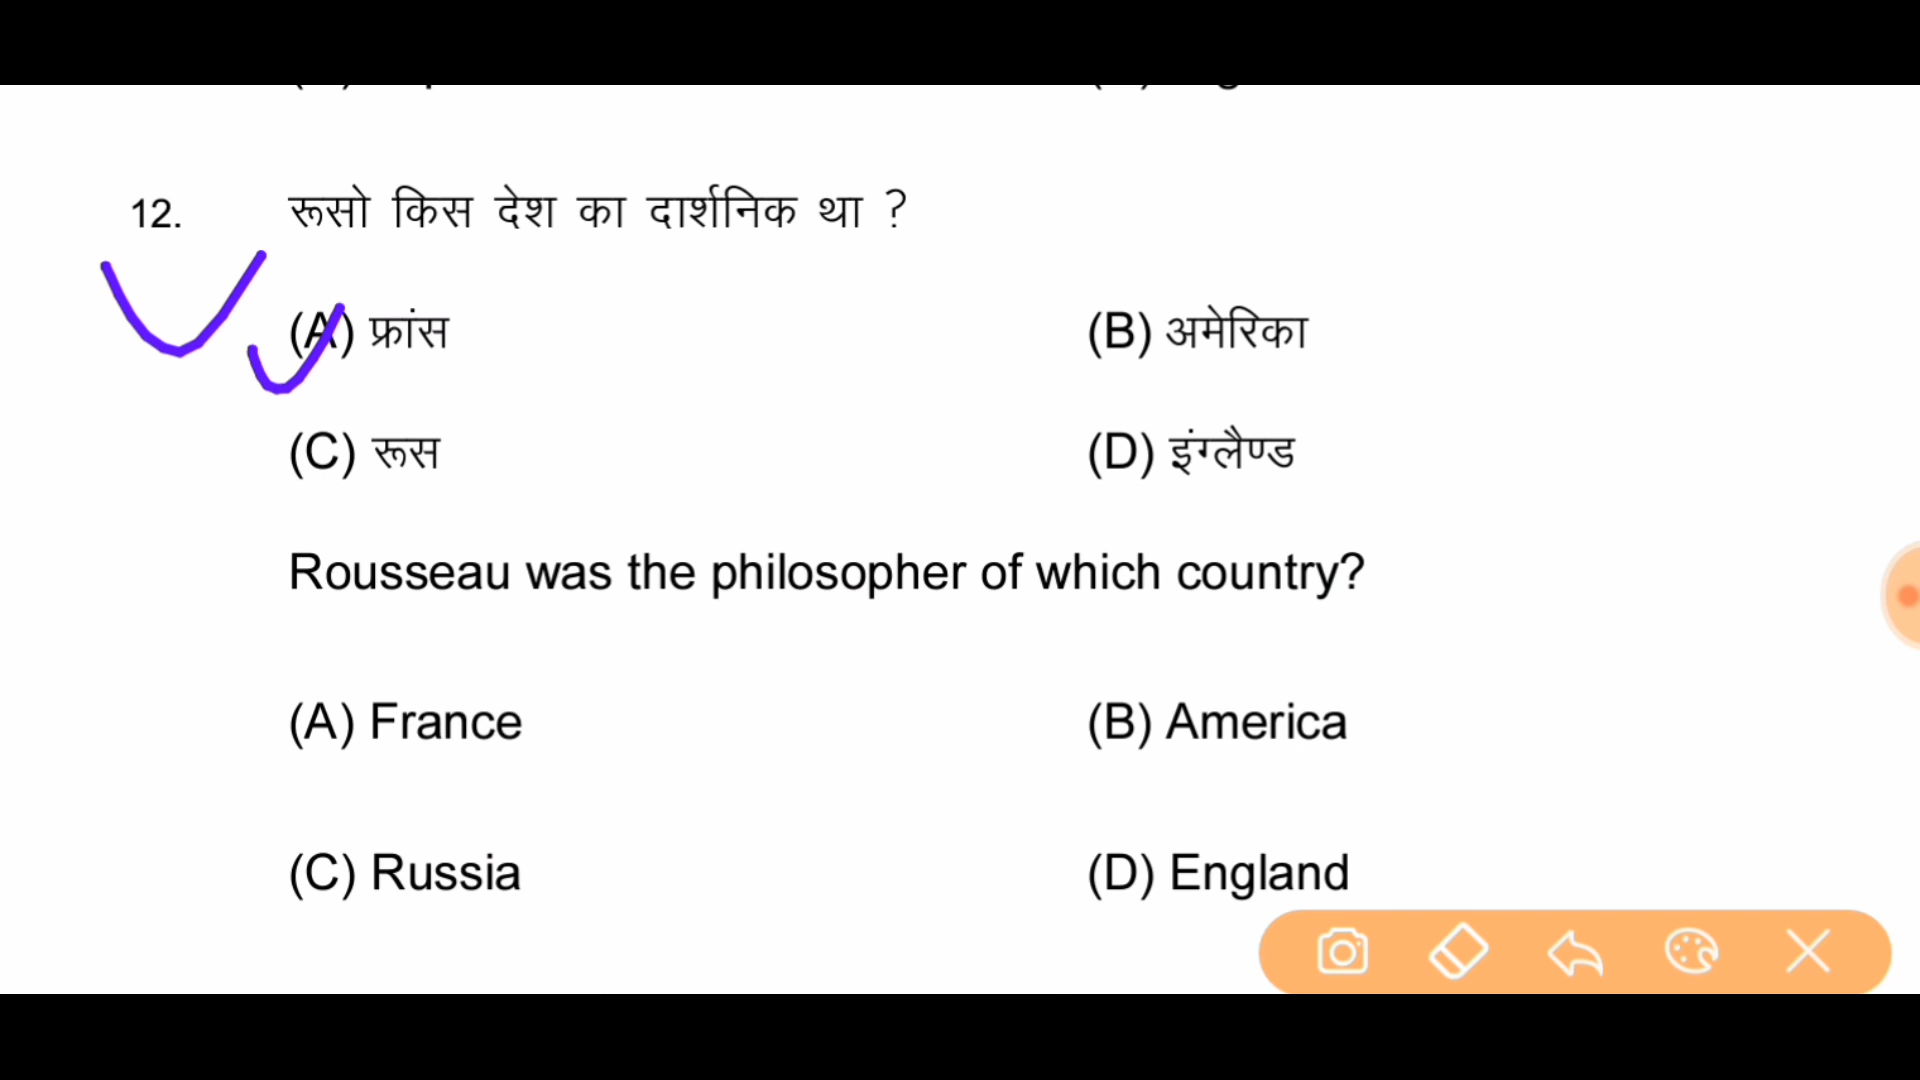 12. रूसो किस देश का दार्शनिक था ?
(A) फ्रांस (B) अमेरिका
(C) रूस (D) इंग्लैण्ड
Rousseau was the philosopher of which country?
(A) France (B) America
(C) Russia (D) England